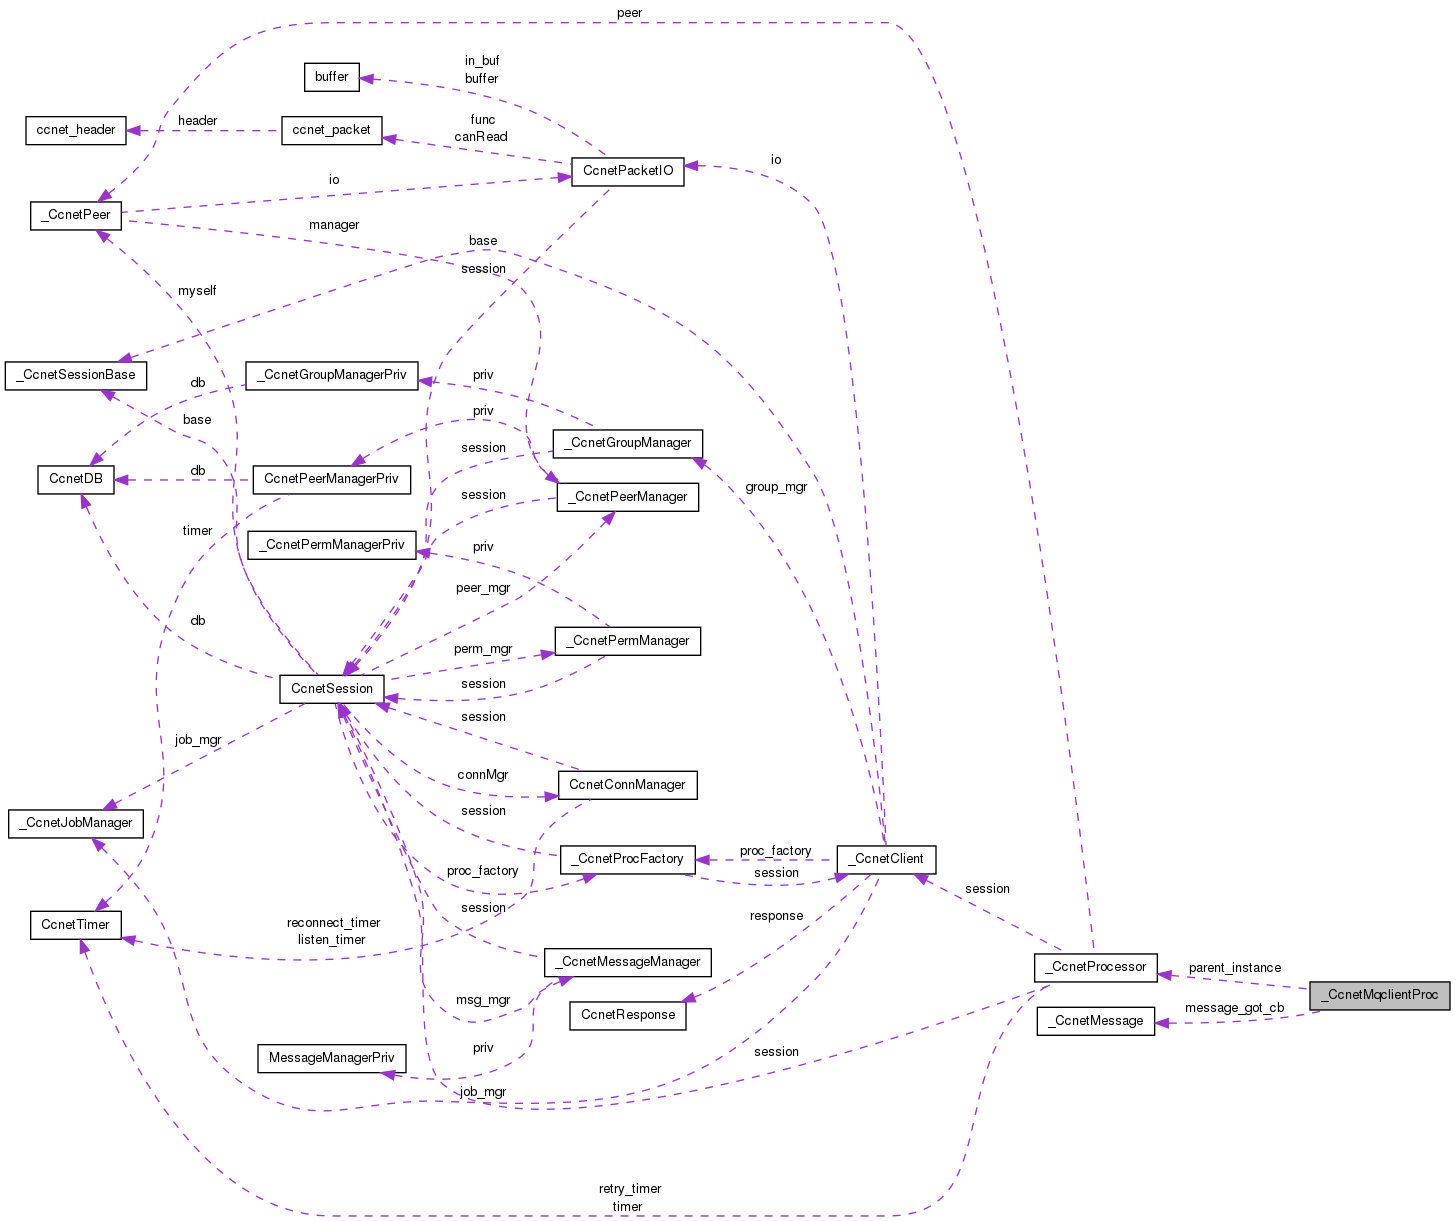 peer
in_buf
buffer
buffer
func
canRead
header
ccnet_header
ccnet_packet
io
CcnetPacketIO
io
_CcnetPeer
manager
base
session
myself
_CcnetSessionBase
_CcnetGroupManagerPriv
db
priv
base
priv
_CcnetGroupManager
session
db
CcnetDB
CcnetPeerManagerPriv
group_mgr
session
_CcnetPeerManager
timer
_CcnetPermManagerPriv
priv
peer_mgr
db
perm_mgr
_CcnetPermManager
session
CcnetSession
session
job_mgr
connMgr
CcnetConnManager
session
_CcnetJobManager
proc_factory
_CcnetProcFactory
_CcnetClient
proc_factory
session
session
session
response
reconnect_timer
listen_timer
CcnetTimer
_CcnetMessageManager
_CcnetProcessor
parent_instance
_CcnetMqclientProc
msg_mgr
message_got_cb
CcnetResponse
_CcnetMessage
priv
session
MessageManagerPriv
job_mgr
retry_timer
timer